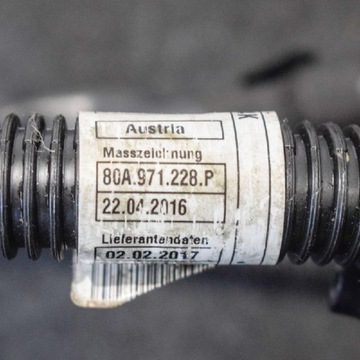 Austria
Masszeichnung
80A.971.228.P
22.04.2016
Lieferantendaten
02.02.2017
K